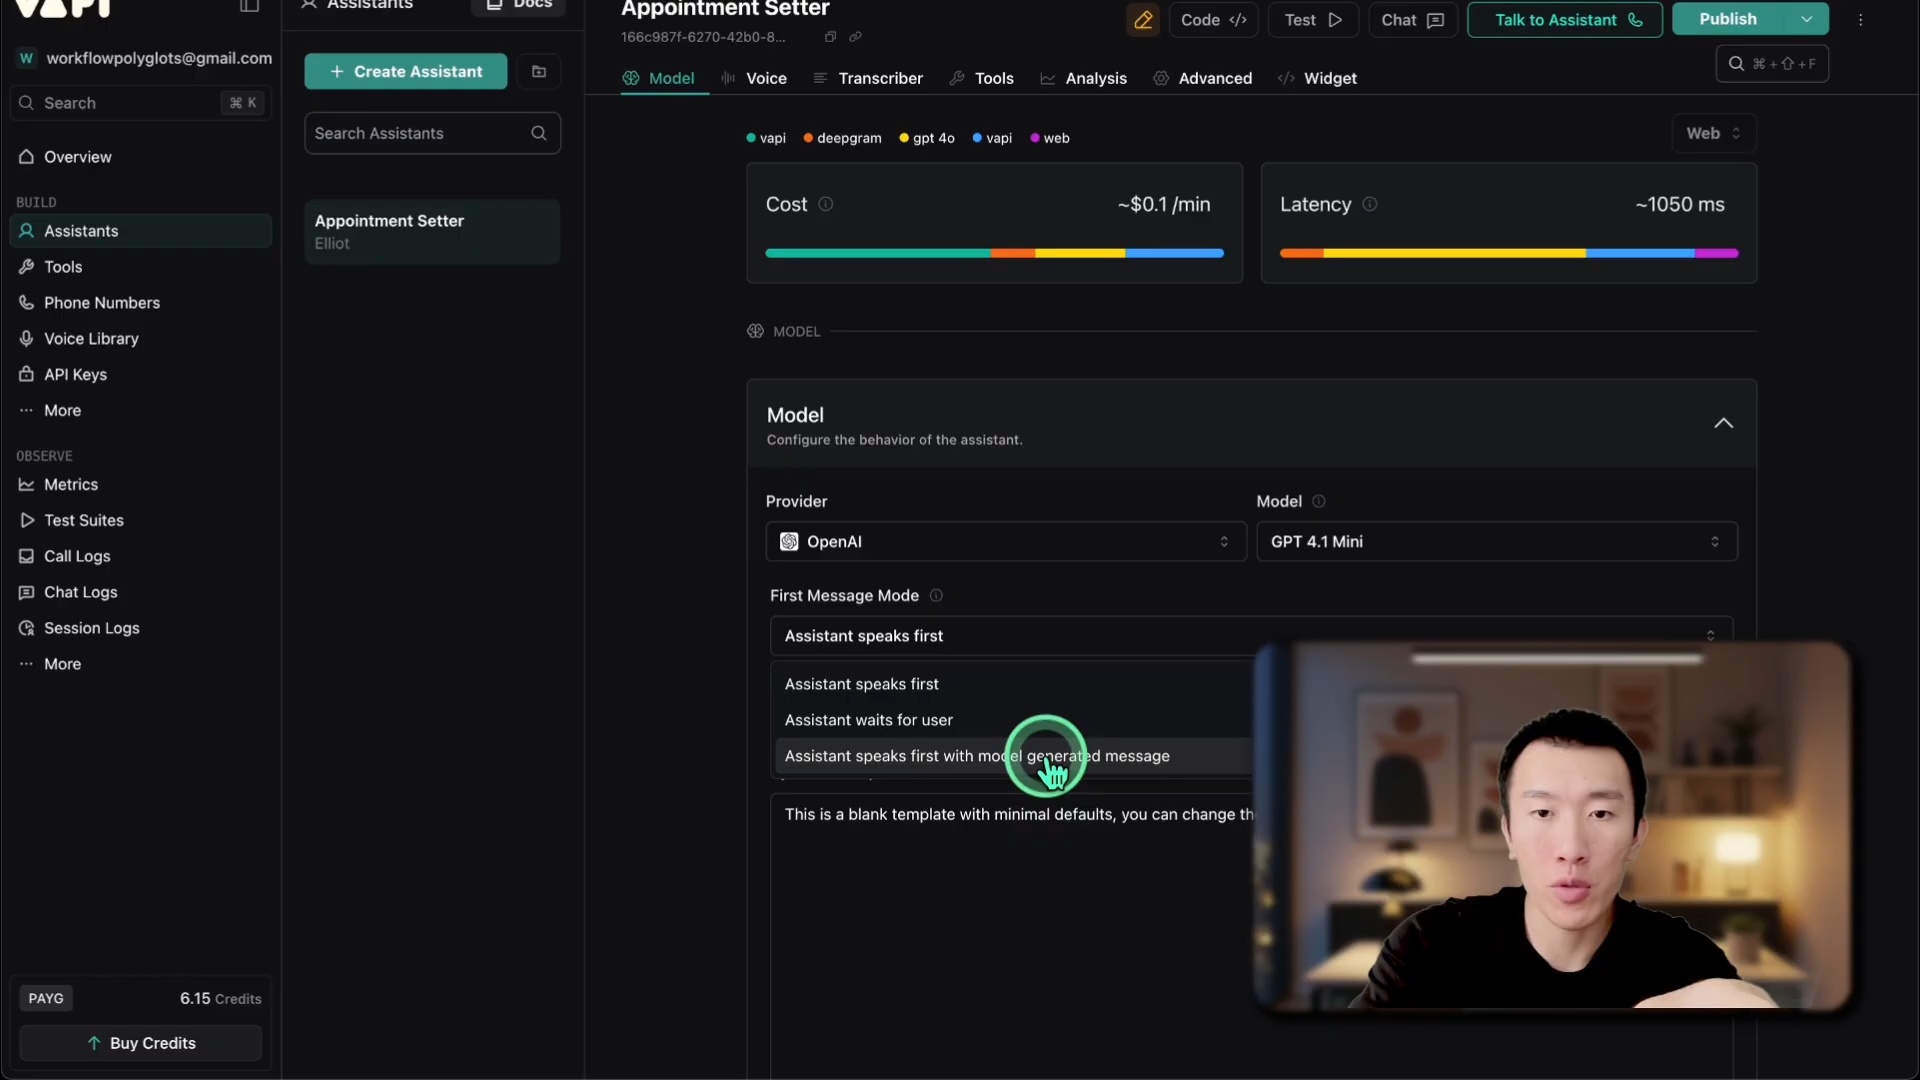 VAPI
W workflowpolyglots@gmail.com
Search ⌘ K
Overview
BUILD
Assistants
Tools
Phone Numbers
Voice Library
API Keys
More
OBSERVE
Metrics
Test Suites
Call Logs
Chat Logs
Session Logs
More
PAYG 6.15 Credits
Buy Credits
Assistants Docs
+ Create Assistant
Search Assistants
Appointment Setter
Elliot
Appointment Setter
166c987f-6270-42b0-8...
Code </> Test Chat Talk to Assistant Publish
⌘+⇧+F
Model Voice Transcriber Tools Analysis Advanced Widget
vapi deepgram gpt 4o vapi web
Web
Cost ~$0.1 /min
Latency ~1050 ms
MODEL
Model
Configure the behavior of the assistant.
Provider Model
OpenAI GPT 4.1 Mini
First Message Mode
Assistant speaks first
Assistant speaks first
Assistant waits for user
Assistant speaks first with model generated message
This is a blank template with minimal defaults, you can change